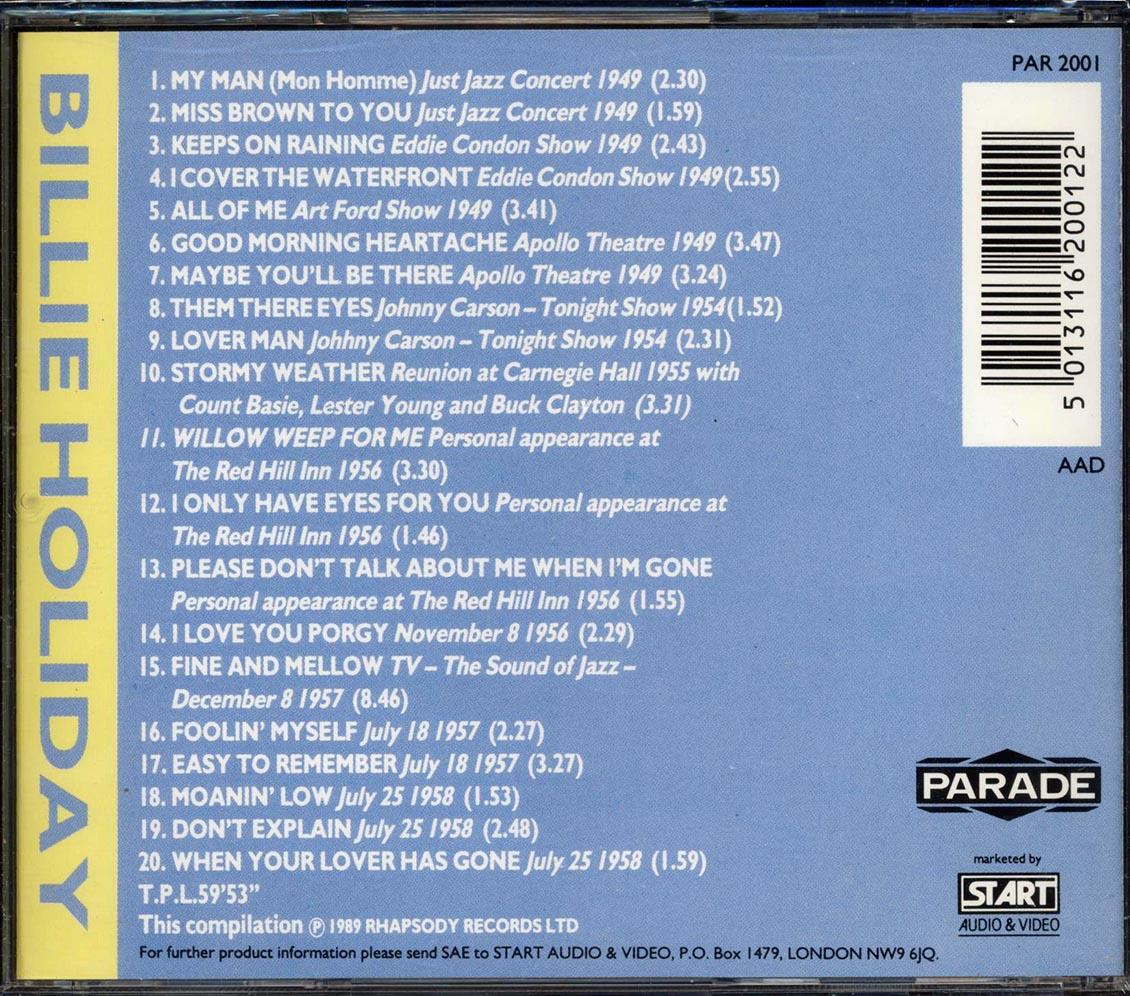 BILLIE HOLIDAY
1. MY MAN (Mon Homme) Just Jazz Concert 1949 (2.30)
2. MISS BROWN TO YOU Just Jazz Concert 1949 (1.59)
3. KEEPS ON RAINING Eddie Condon Show 1949 (2.43)
4. I COVER THE WATERFRONT Eddie Condon Show 1949 (2.55)
5. ALL OF ME Art Ford Show 1949 (3.41)
6. GOOD MORNING HEARTACHE Apollo Theatre 1949 (3.47)
7. MAYBE YOU'LL BE THERE Apollo Theatre 1949 (3.24)
8. THEM THERE EYES Johnny Carson – Tonight Show 1954 (1.52)
9. LOVER MAN Johhny Carson – Tonight Show 1954 (2.31)
10. STORMY WEATHER Reunion at Carnegie Hall 1955 with
Count Basie, Lester Young and Buck Clayton (3.31)
11. WILLOW WEEP FOR ME Personal appearance at
The Red Hill Inn 1956 (3.30)
12. I ONLY HAVE EYES FOR YOU Personal appearance at
The Red Hill Inn 1956 (1.46)
13. PLEASE DON'T TALK ABOUT ME WHEN I'M GONE
Personal appearance at The Red Hill Inn 1956 (1.55)
14. I LOVE YOU PORGY November 8 1956 (2.29)
15. FINE AND MELLOW TV – The Sound of Jazz –
December 8 1957 (8.46)
16. FOOLIN' MYSELF July 18 1957 (2.27)
17. EASY TO REMEMBER July 18 1957 (3.27)
18. MOANIN' LOW July 25 1958 (1.53)
19. DON'T EXPLAIN July 25 1958 (2.48)
20. WHEN YOUR LOVER HAS GONE July 25 1958 (1.59)
T.P.L.59'53"
This compilation ℗ 1989 RHAPSODY RECORDS LTD
For further product information please send SAE to START AUDIO & VIDEO, P.O. Box 1479, LONDON NW9 6JQ.
PAR 2001
5 013116 200122
AAD
PARADE
marketed by
START
AUDIO & VIDEO